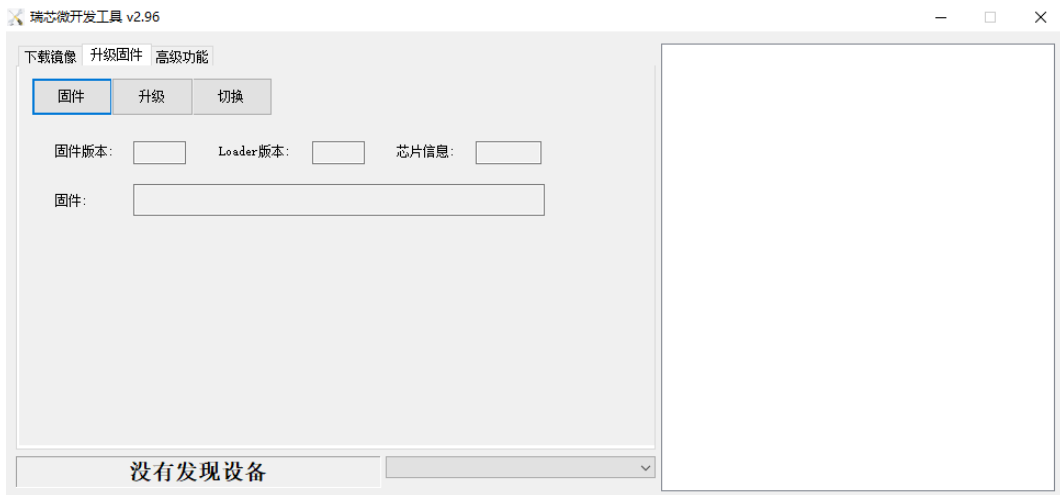 瑞芯微开发工具 v2.96
下载镜像 升级固件 高级功能
固件 升级 切换
固件版本: Loader版本: 芯片信息:
固件:
没有发现设备